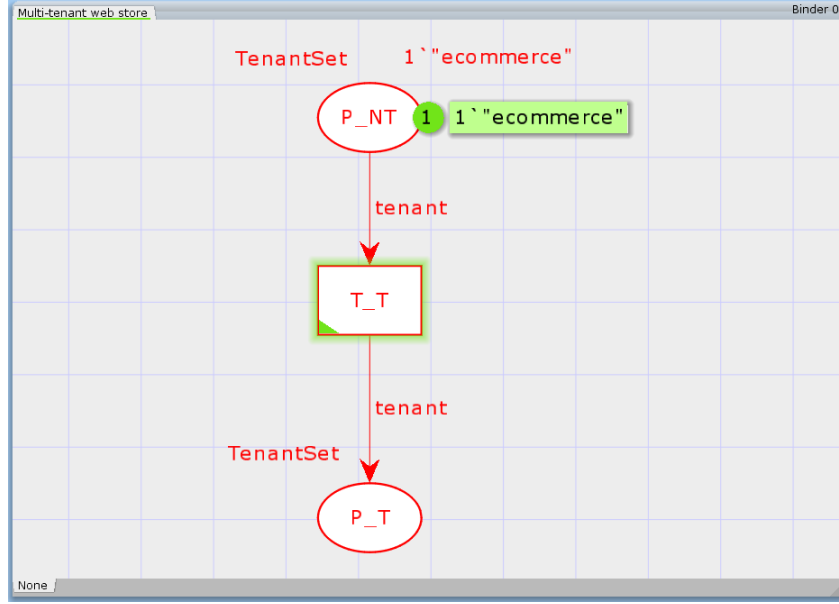 Multi-tenant web store
Binder 0
TenantSet
1`"ecommerce"
P_NT
1
1`"ecommerce"
tenant
T_T
tenant
TenantSet
P_T
None